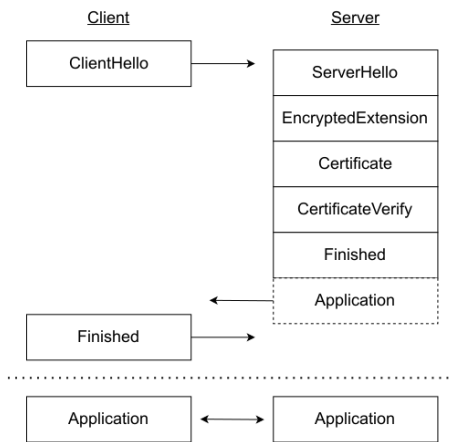 Client Server
ClientHello
ServerHello
EncryptedExtension
Certificate
CertificateVerify
Finished
Application
Finished
Application Application